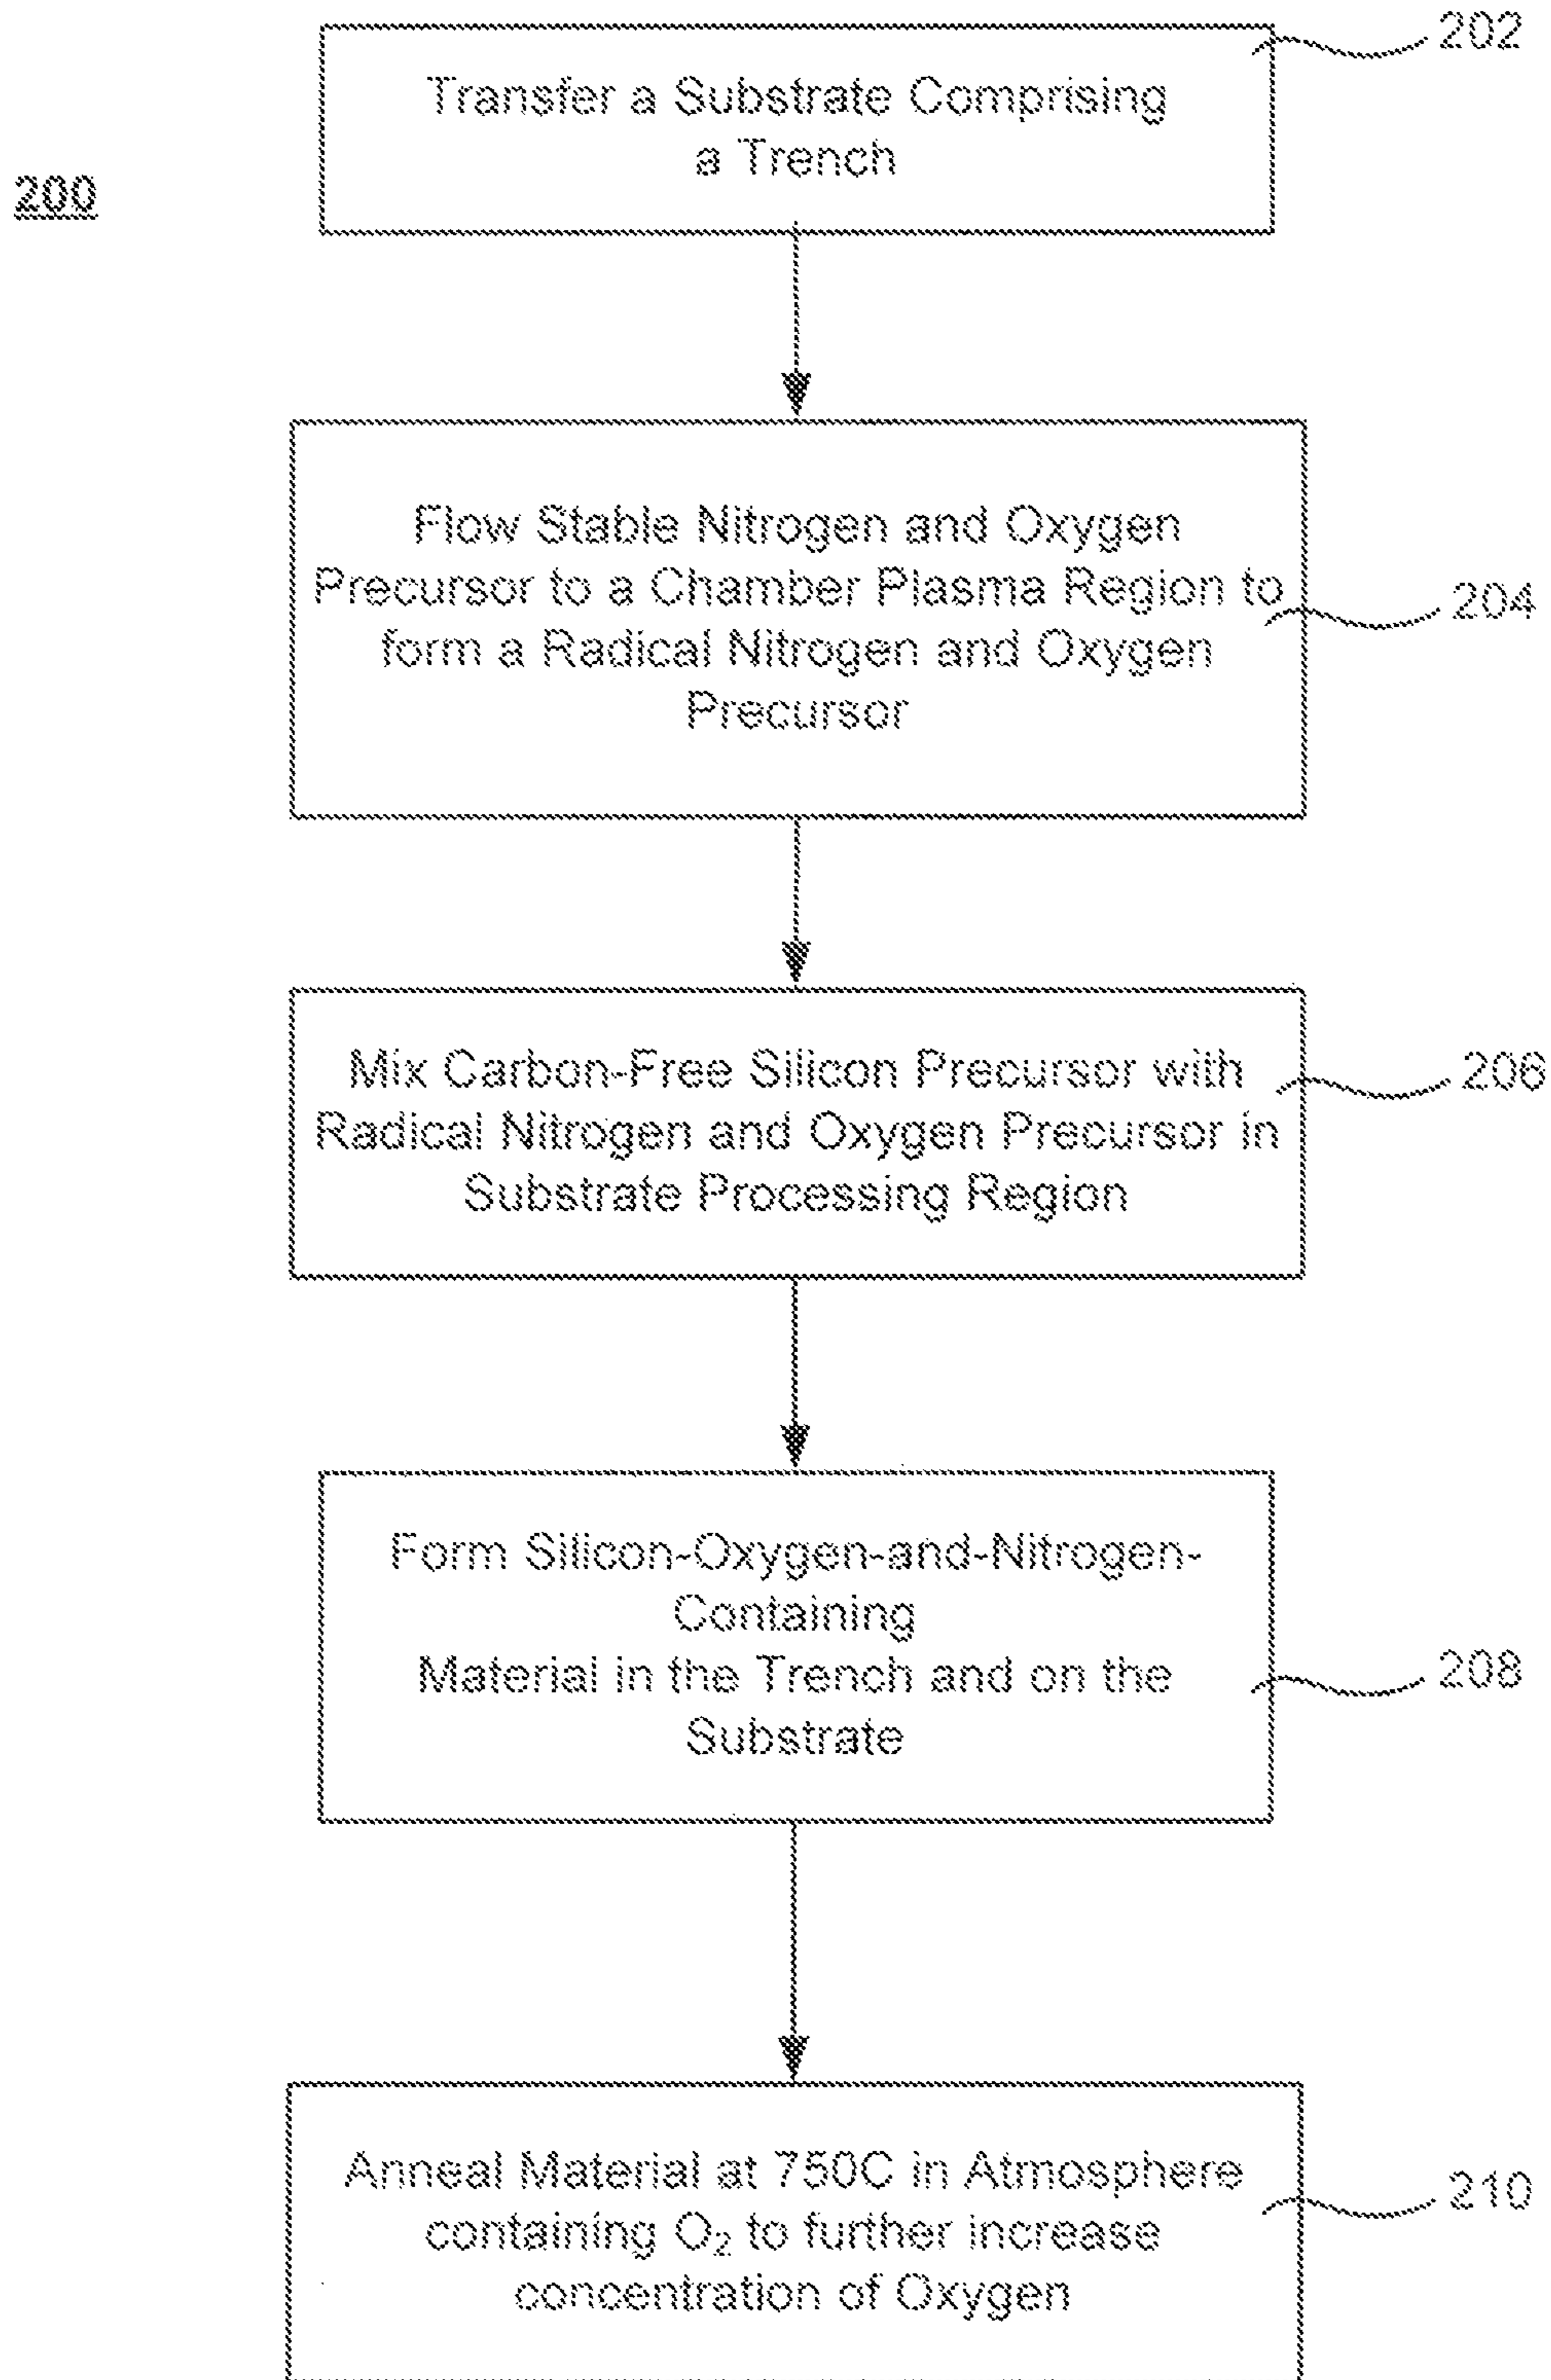 202
Transfer a Substrate Comprising
a Trench
200
Flow Stable Nitrogen and Oxygen
Precursor to a Chamber Plasma Region to
form a Radical Nitrogen and Oxygen
Precursor
204
Mix Carbon-Free Silicon Precursor with
Radical Nitrogen and Oxygen Precursor in
Substrate Processing Region
206
Form Silicon-Oxygen-and-Nitrogen-
Containing
Material in the Trench and on the
Substrate
208
Anneal Material at 750C in Atmosphere
containing O₂ to further increase
concentration of Oxygen
210